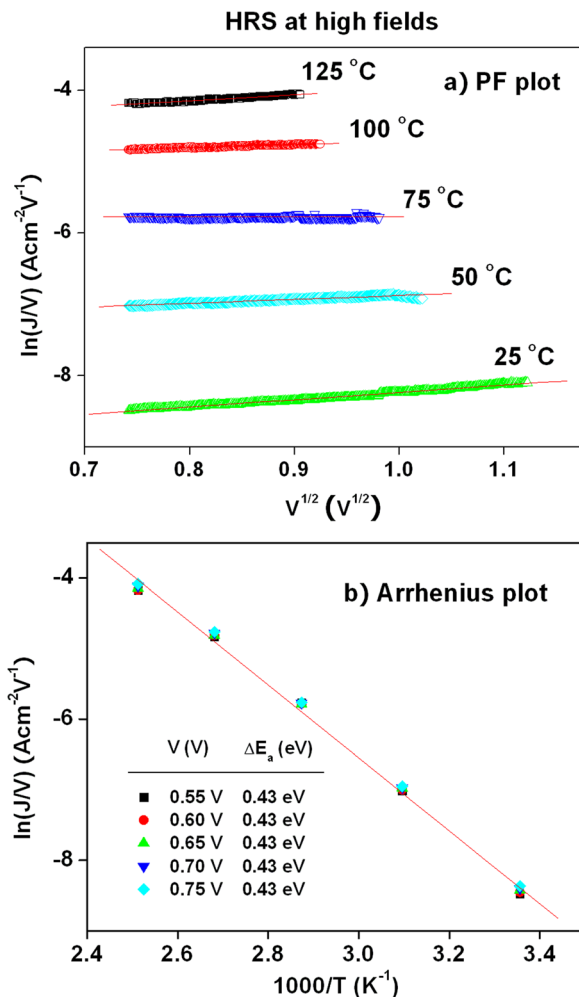 HRS at high fields
a) PF plot
125 °C
100 °C
75 °C
50 °C
25 °C
ln(J/V) (Acm⁻²V⁻¹)
-4
-6
-8
0.7 0.8 0.9 1.0 1.1
V^1/2 (V^1/2)
b) Arrhenius plot
ln(J/V) (Acm⁻²V⁻¹)
-4
-6
-8
V (V) ΔEₐ (eV)
0.55 V 0.43 eV
0.60 V 0.43 eV
0.65 V 0.43 eV
0.70 V 0.43 eV
0.75 V 0.43 eV
2.4 2.6 2.8 3.0 3.2 3.4
1000/T (K⁻¹)